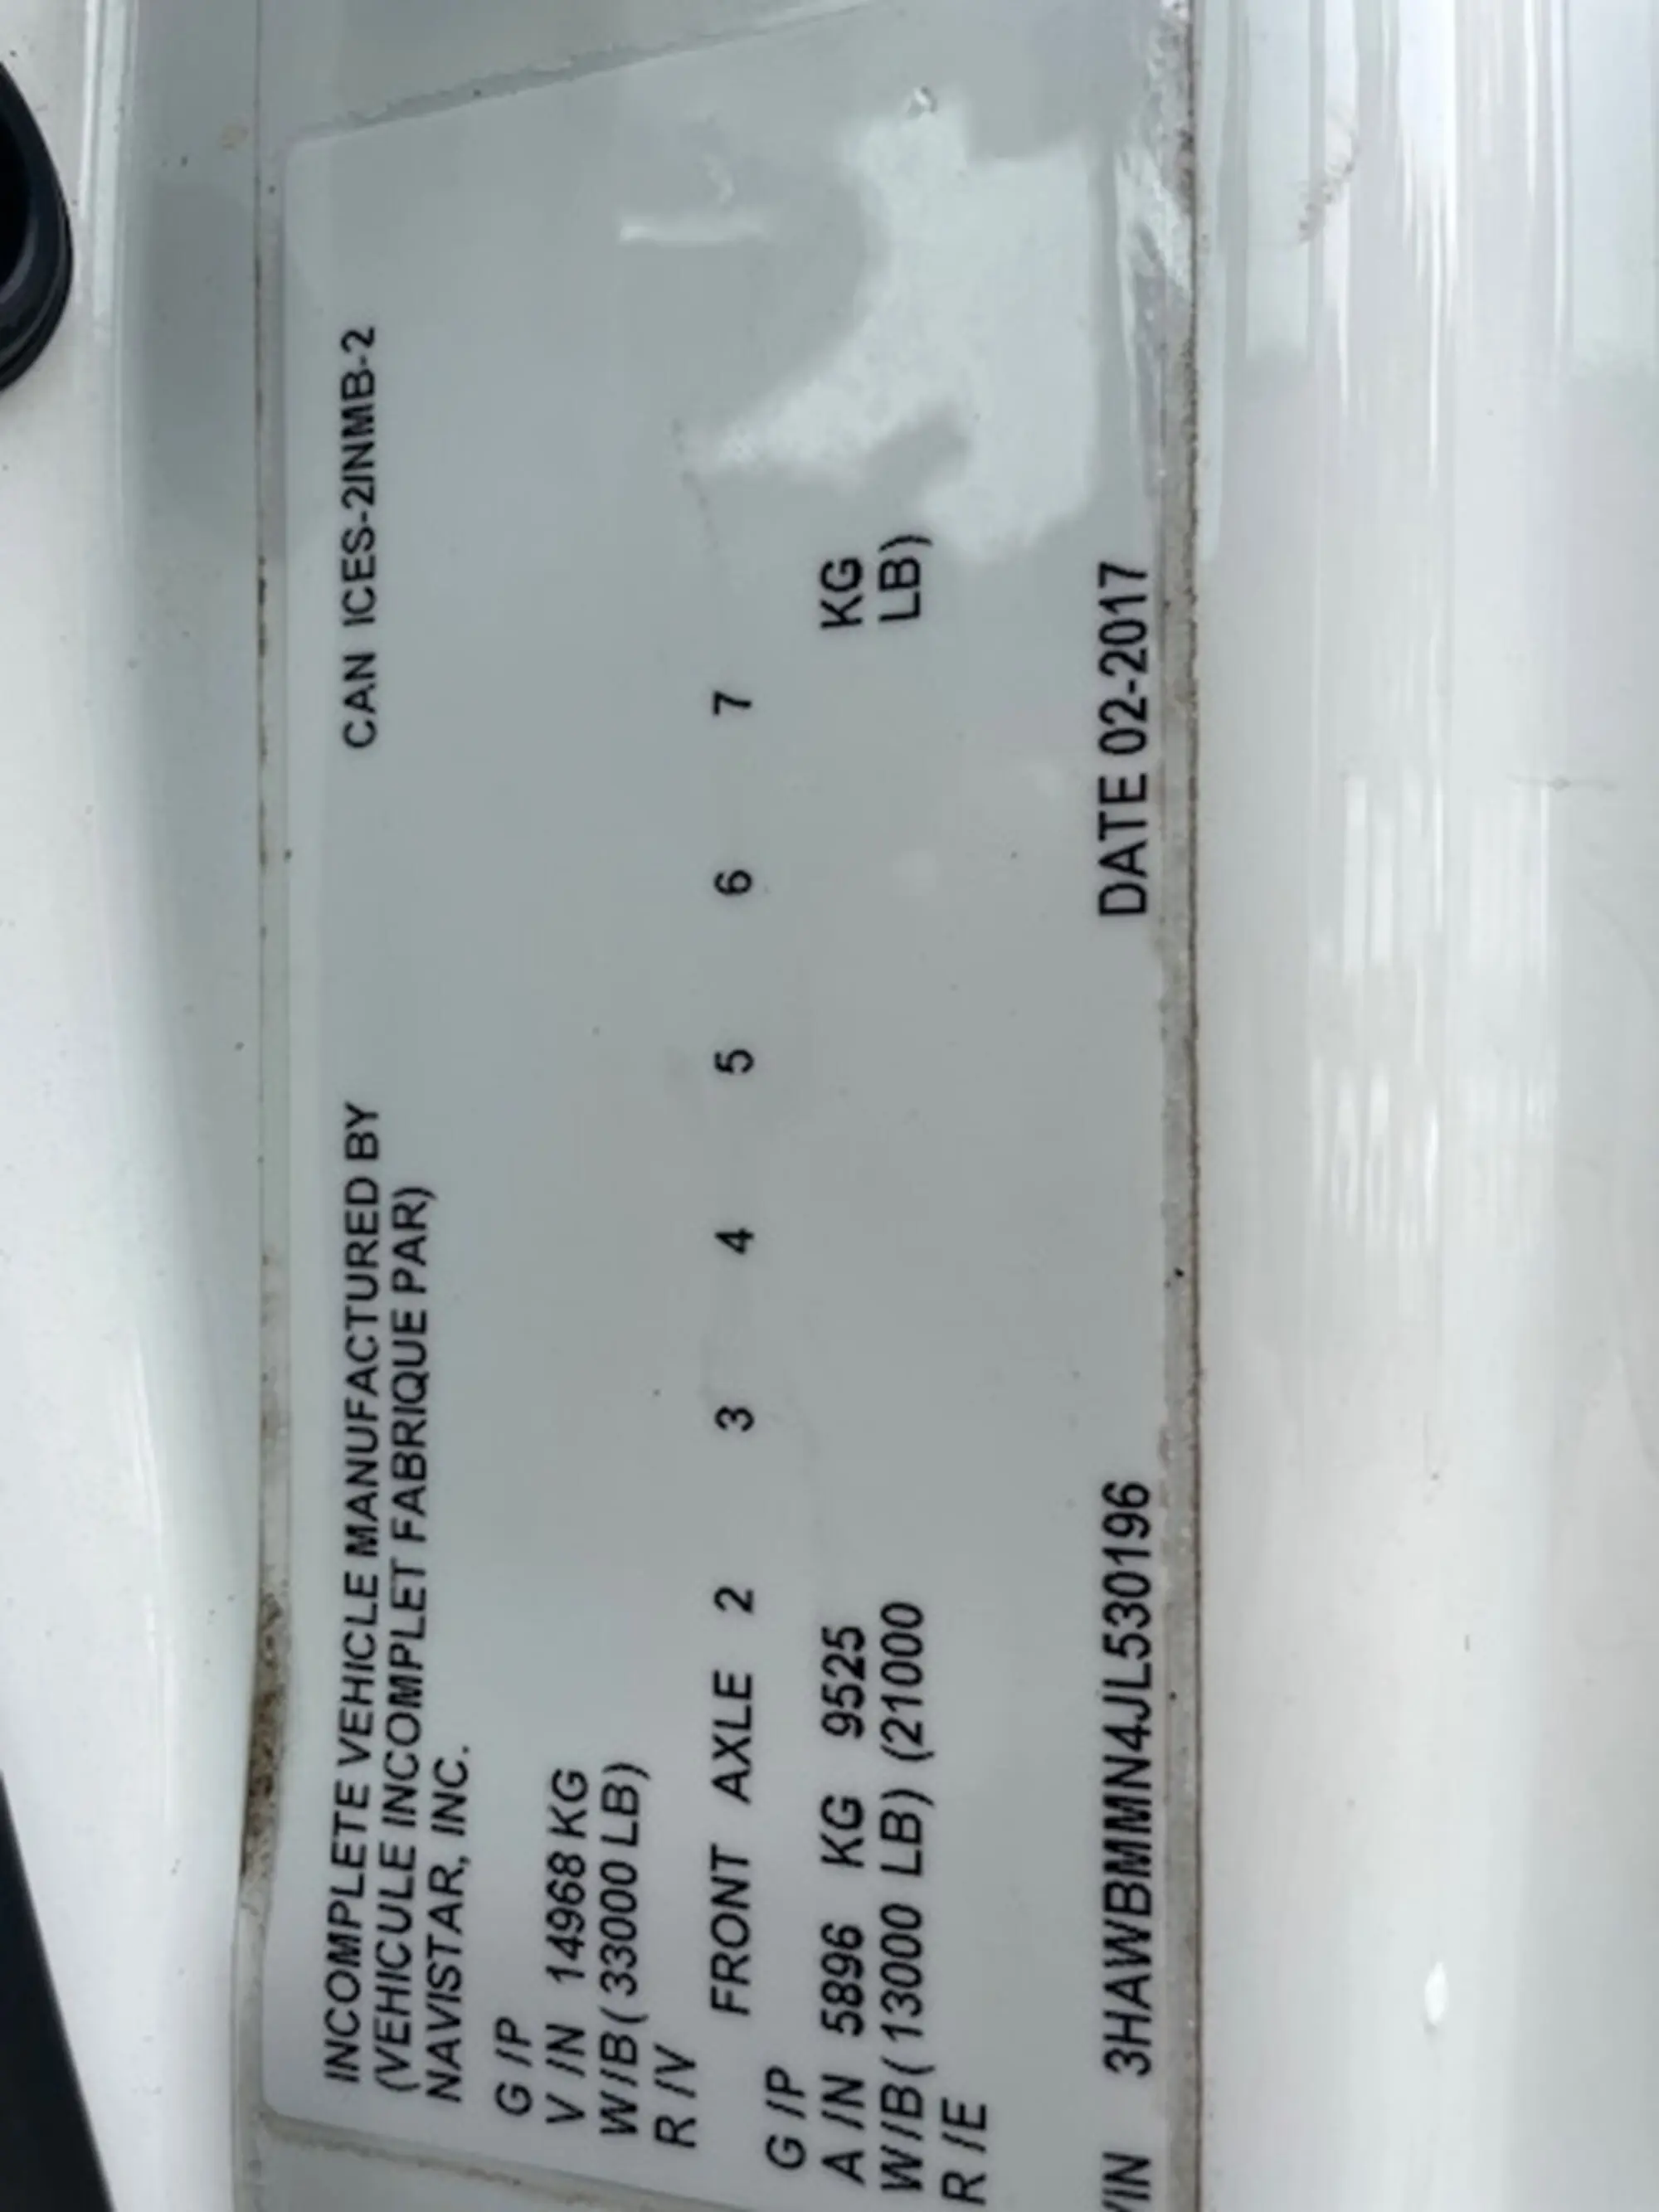 INCOMPLETE VEHICLE MANUFACTURED BY CAN ICES-2/NMB-2
(VEHICULE INCOMPLET FABRIQUE PAR)
NAVISTAR, INC.
G /P
V /N 14968 KG
W/B( 33000 LB)
R /V
FRONT AXLE 2 3 4 5 6 7
G /P
A /N 5896 KG 9525 KG
W/B( 13000 LB) (21000 LB)
R /E
VIN 3HAWBMMN4JL530196 DATE 02-2017